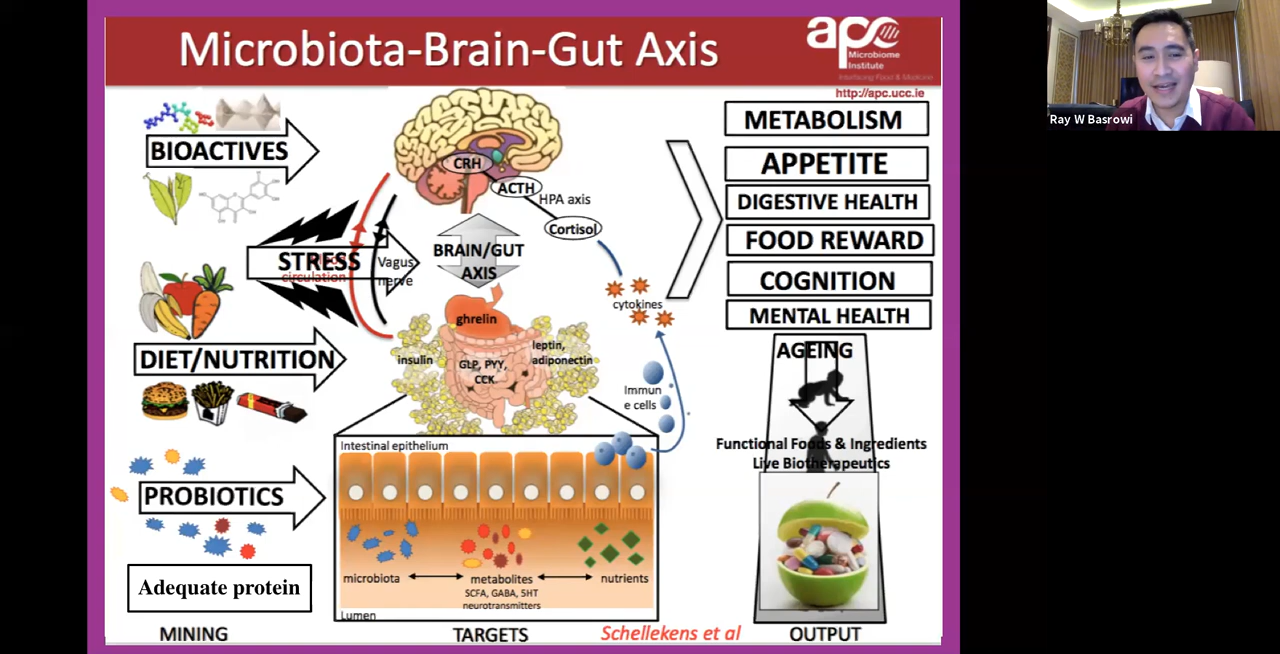 Microbiota-Brain-Gut Axis
apc
Microbiome
Institute
Interfacing Food & Medicine
http://apc.ucc.ie
Ray W Basrowi
BIOACTIVES
STRESS
circulation
DIET/NUTRITION
PROBIOTICS
Adequate protein
MINING
CRH
ACTH
HPA axis
Cortisol
Vagus
nerve
BRAIN/GUT
AXIS
cytokines
ghrelin
insulin
leptin,
adiponectin
GLP, PYY,
CCK
Immun
e cells
Intestinal epithelium
microbiota
metabolites
nutrients
SCFA, GABA, 5HT
neurotransmitters
Lumen
TARGETS
Schellekens et al
METABOLISM
APPETITE
DIGESTIVE HEALTH
FOOD REWARD
COGNITION
MENTAL HEALTH
AGEING
Functional Foods & Ingredients
Live Biotherapeutics
OUTPUT